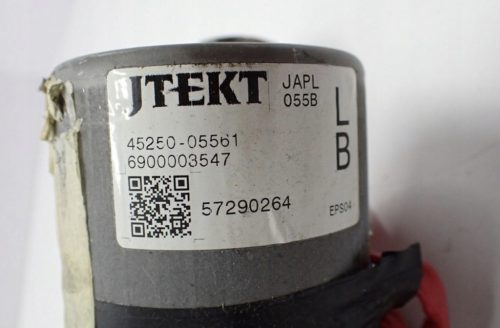 JTEKT
JAPL
055B
45250-05561
6900003547
L
B
57290264
EPS04